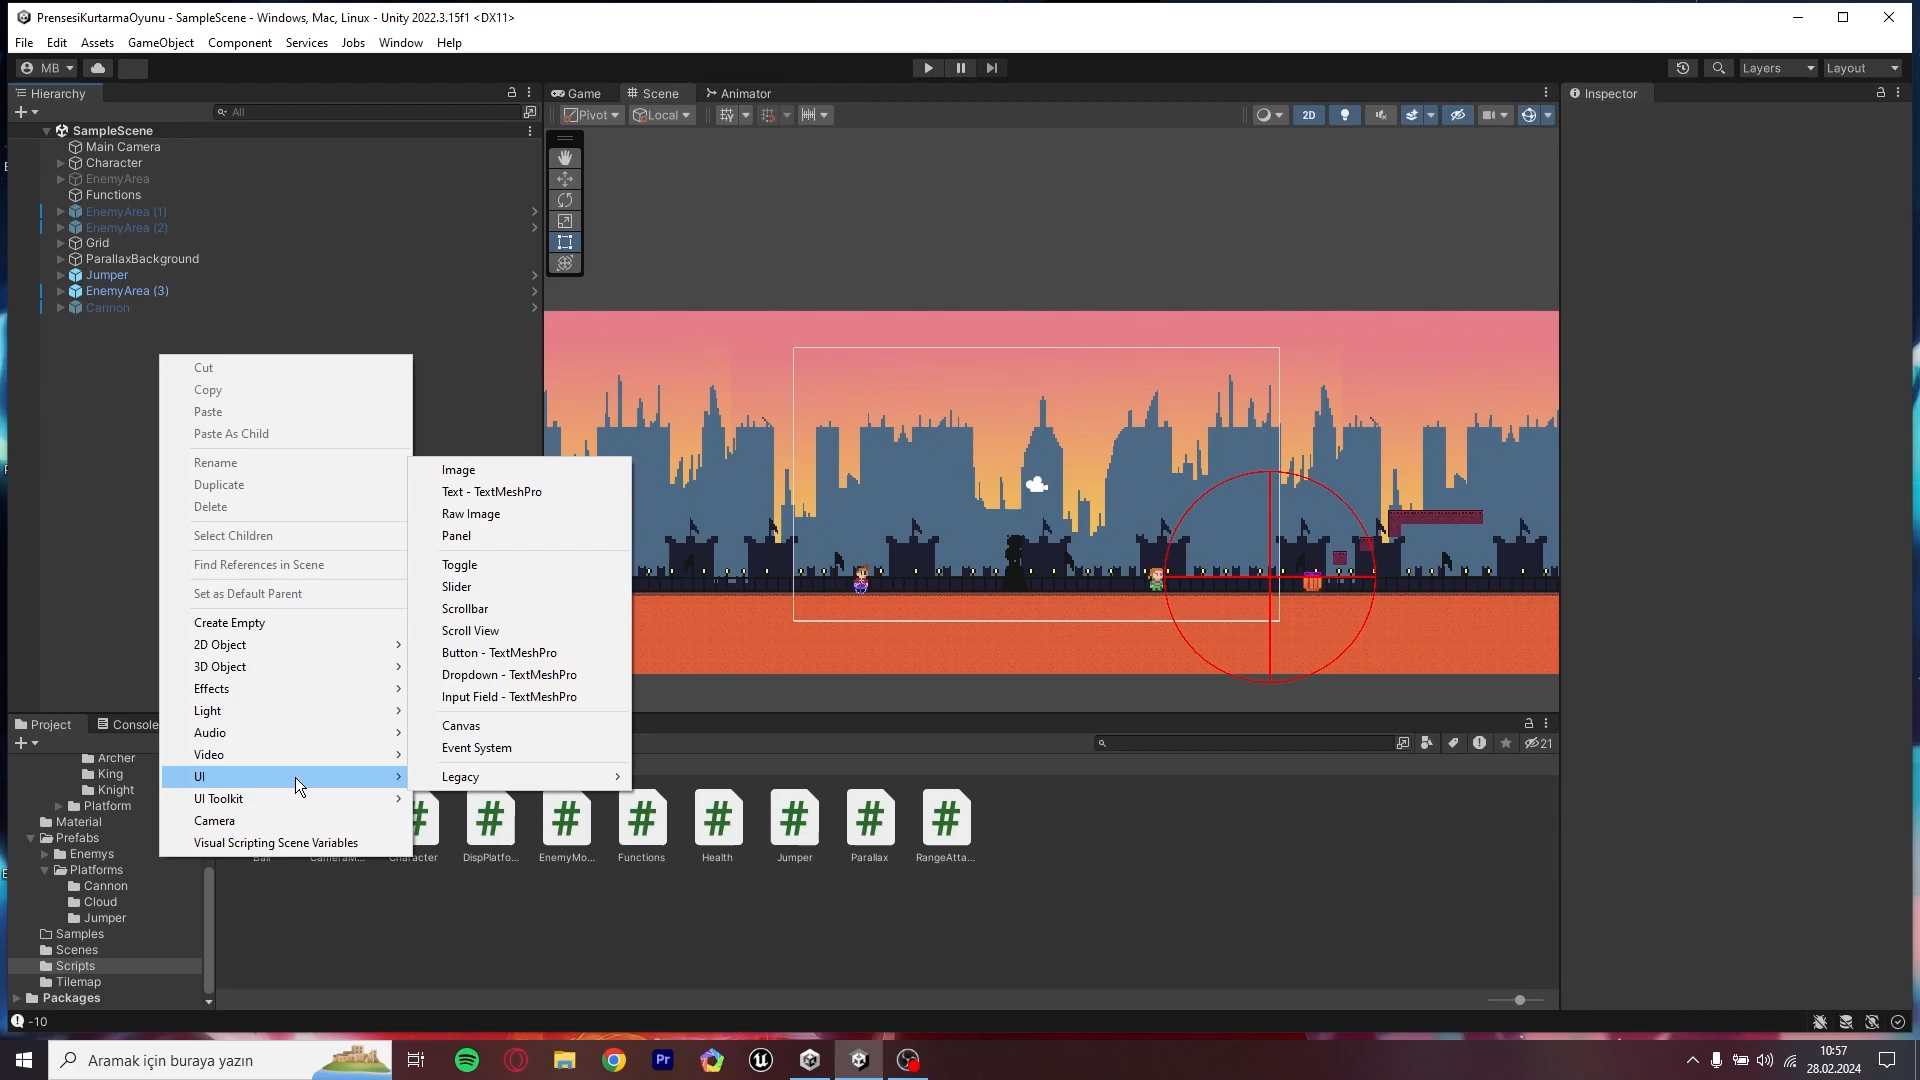 PrensesiKurtarmaOyunu - SampleScene - Windows, Mac, Linux - Unity 2022.3.15f1 <DX11>
File Edit Assets GameObject Component Services Jobs Window Help
MB
Layers
Layout
Hierarchy
All
Game
Scene
Animator
Inspector
Pivot
Local
2D
SampleScene
Main Camera
Character
EnemyArea
Functions
EnemyArea (1)
EnemyArea (2)
Grid
ParallaxBackground
Jumper
EnemyArea (3)
Cannon
Cut
Copy
Paste
Paste As Child
Rename
Duplicate
Delete
Select Children
Find References in Scene
Set as Default Parent
Create Empty
2D Object
3D Object
Effects
Light
Audio
Video
UI
UI Toolkit
Camera
Visual Scripting Scene Variables
Image
Text - TextMeshPro
Raw Image
Panel
Toggle
Slider
Scrollbar
Scroll View
Button - TextMeshPro
Dropdown - TextMeshPro
Input Field - TextMeshPro
Canvas
Event System
Legacy
Project
Console
21
Archer
King
Knight
Platform
Material
Prefabs
Enemys
Platforms
Cannon
Cloud
Jumper
Samples
Scenes
Scripts
Tilemap
Packages
Character
DispPlatfo...
EnemyMo...
Functions
Health
Jumper
Parallax
RangeAtta...
-10
Aramak için buraya yazın
Pr
10:57
28.02.2024